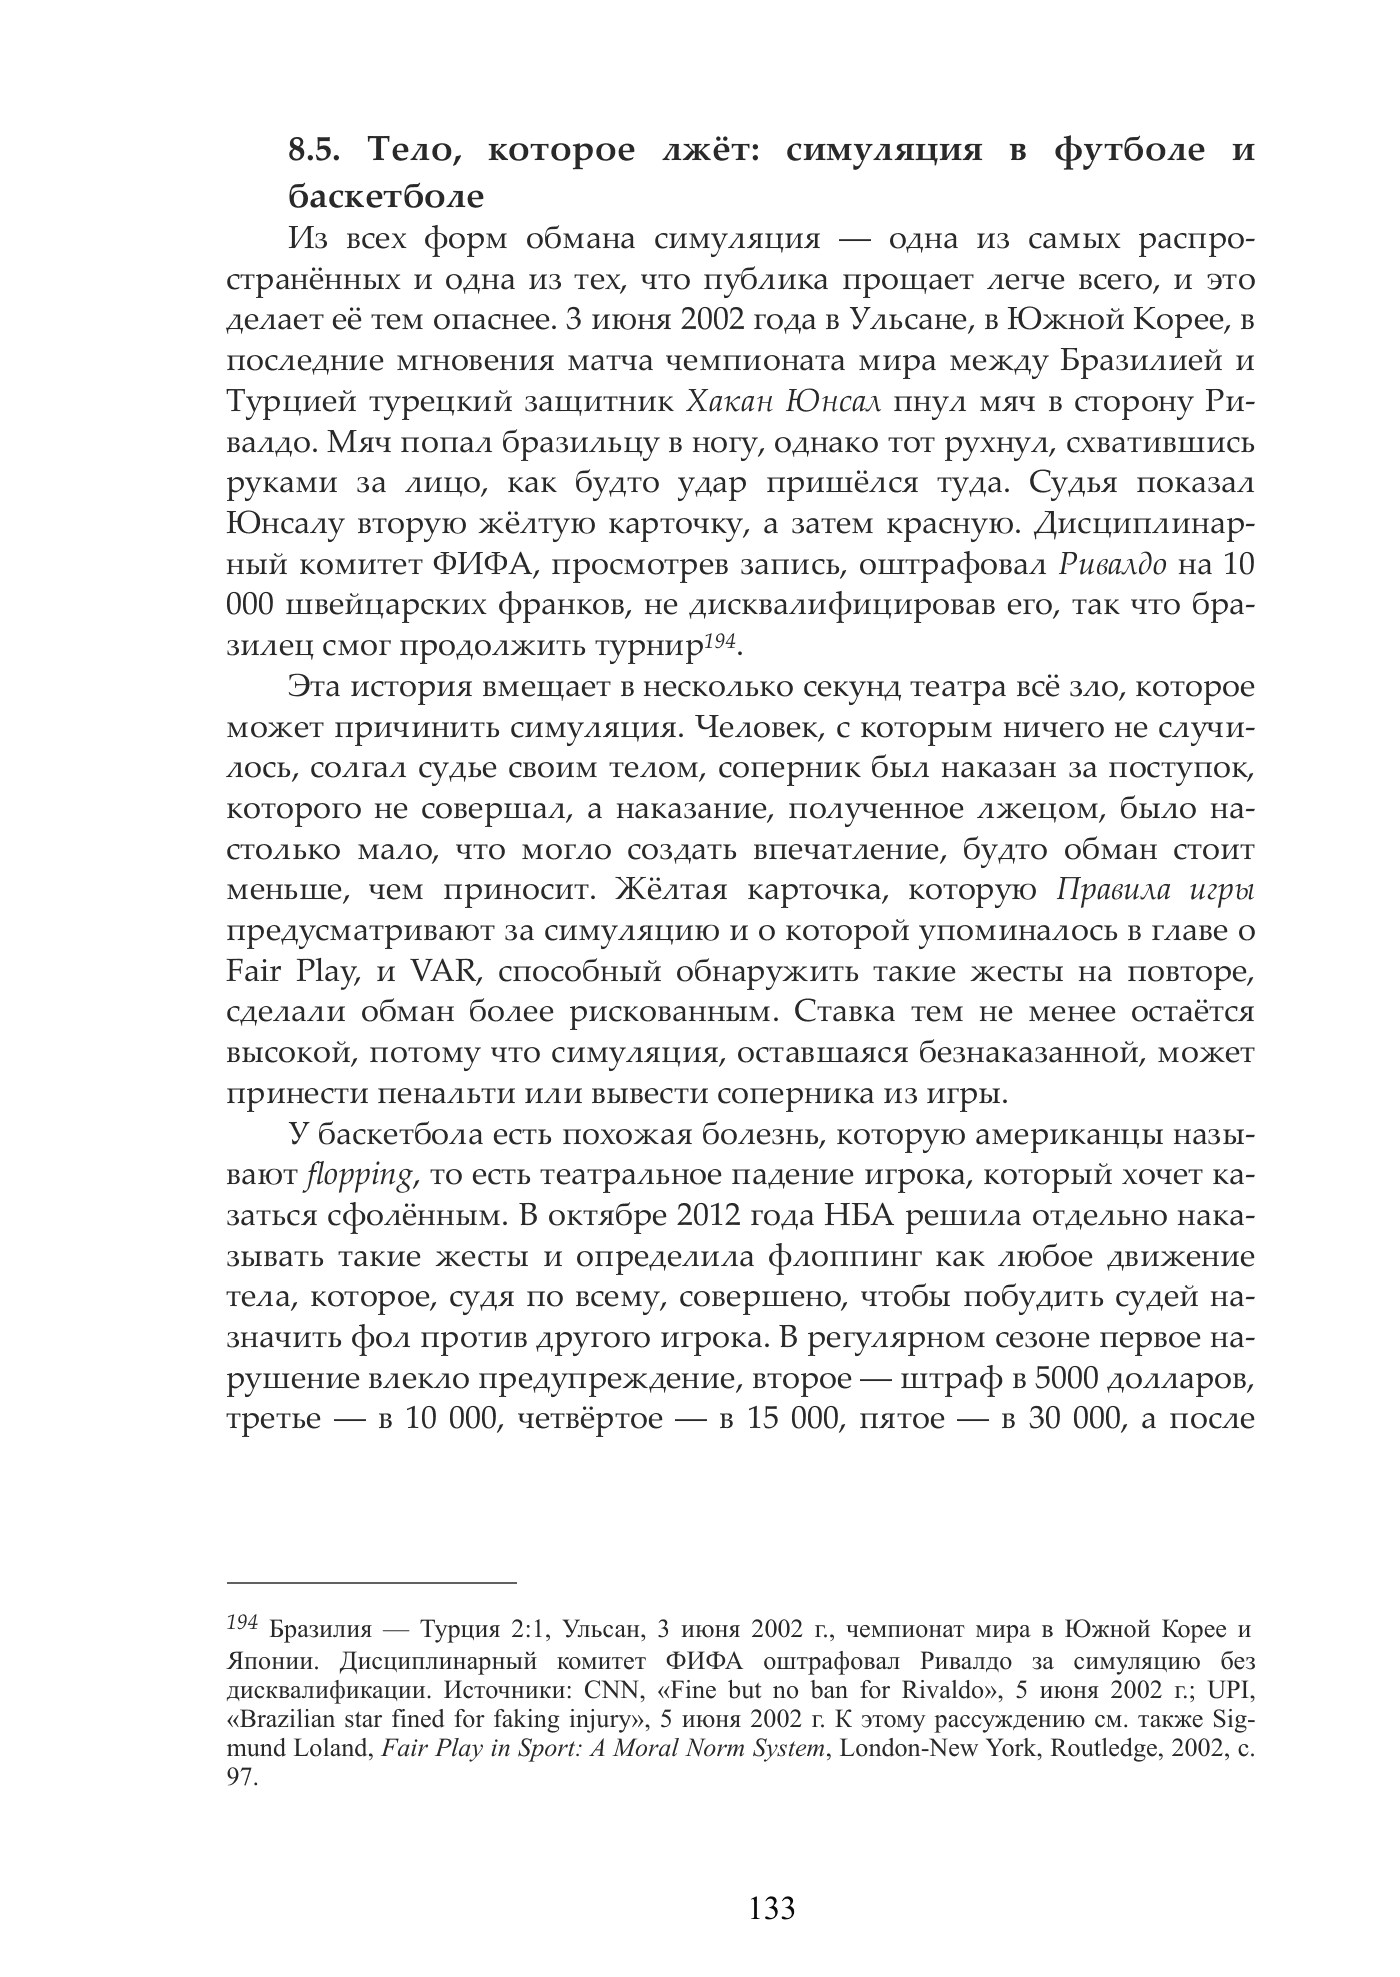 8.5. Тело, которое лжёт: симуляция в футболе и
баскетболе
Из всех форм обмана симуляция — одна из самых распро-
странённых и одна из тех, что публика прощает легче всего, и это
делает её тем опаснее. 3 июня 2002 года в Ульсане, в Южной Корее, в
последние мгновения матча чемпионата мира между Бразилией и
Турцией турецкий защитник Хакан Юнсал пнул мяч в сторону Ри-
валдо. Мяч попал бразильцу в ногу, однако тот рухнул, схватившись
руками за лицо, как будто удар пришёлся туда. Судья показал
Юнсалу вторую жёлтую карточку, а затем красную. Дисциплинар-
ный комитет ФИФА, просмотрев запись, оштрафовал Ривалдо на 10
000 швейцарских франков, не дисквалифицировав его, так что бра-
зилец смог продолжить турнир194.
Эта история вмещает в несколько секунд театра всё зло, которое
может причинить симуляция. Человек, с которым ничего не случи-
лось, солгал судье своим телом, соперник был наказан за поступок,
которого не совершал, а наказание, полученное лжецом, было на-
столько мало, что могло создать впечатление, будто обман стоит
меньше, чем приносит. Жёлтая карточка, которую Правила игры
предусматривают за симуляцию и о которой упоминалось в главе о
Fair Play, и VAR, способный обнаружить такие жесты на повторе,
сделали обман более рискованным. Ставка тем не менее остаётся
высокой, потому что симуляция, оставшаяся безнаказанной, может
принести пенальти или вывести соперника из игры.
У баскетбола есть похожая болезнь, которую американцы назы-
вают flopping, то есть театральное падение игрока, который хочет ка-
заться сфолённым. В октябре 2012 года НБА решила отдельно нака-
зывать такие жесты и определила флоппинг как любое движение
тела, которое, судя по всему, совершено, чтобы побудить судей на-
значить фол против другого игрока. В регулярном сезоне первое на-
рушение влекло предупреждение, второе — штраф в 5000 долларов,
третье — в 10 000, четвёртое — в 15 000, пятое — в 30 000, а после
194 Бразилия — Турция 2:1, Ульсан, 3 июня 2002 г., чемпионат мира в Южной Корее и
Японии. Дисциплинарный комитет ФИФА оштрафовал Ривалдо за симуляцию без
дисквалификации. Источники: CNN, «Fine but no ban for Rivaldo», 5 июня 2002 г.; UPI,
«Brazilian star fined for faking injury», 5 июня 2002 г. К этому рассуждению см. также Sig-
mund Loland, Fair Play in Sport: A Moral Norm System, London-New York, Routledge, 2002, с.
97.
133